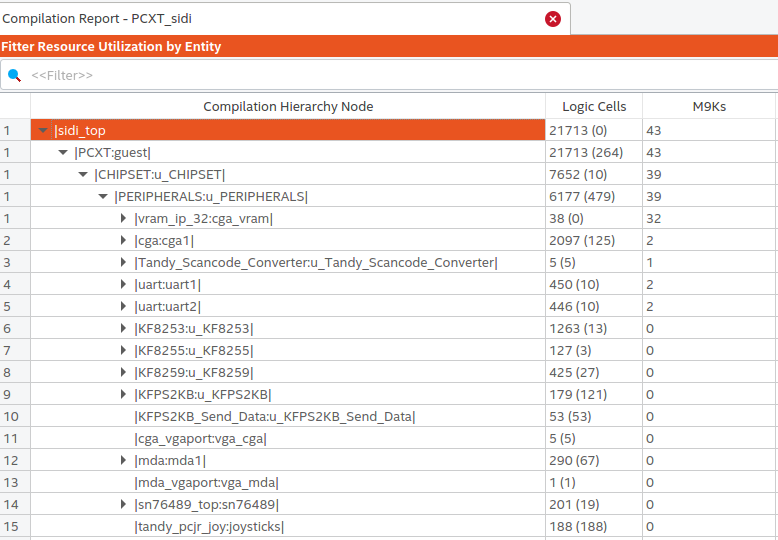 Compilation Report - PCXT_sidi
Fitter Resource Utilization by Entity
<<Filter>>
Compilation Hierarchy Node Logic Cells M9Ks
1 |sidi_top 21713 (0) 43
1 |PCXT:guest| 21713 (264) 43
1 |CHIPSET:u_CHIPSET| 7652 (10) 39
1 |PERIPHERALS:u_PERIPHERALS| 6177 (479) 39
1 |vram_ip_32:cga_vram| 38 (0) 32
2 |cga:cga1| 2097 (125) 2
3 |Tandy_Scancode_Converter:u_Tandy_Scancode_Converter| 5 (5) 1
4 |uart:uart1| 450 (10) 2
5 |uart:uart2| 446 (10) 2
6 |KF8253:u_KF8253| 1263 (13) 0
7 |KF8255:u_KF8255| 127 (3) 0
8 |KF8259:u_KF8259| 425 (27) 0
9 |KFPS2KB:u_KFPS2KB| 179 (121) 0
10 |KFPS2KB_Send_Data:u_KFPS2KB_Send_Data| 53 (53) 0
11 |cga_vgaport:vga_cga| 5 (5) 0
12 |mda:mda1| 290 (67) 0
13 |mda_vgaport:vga_mda| 1 (1) 0
14 |sn76489_top:sn76489| 201 (19) 0
15 |tandy_pcjr_joy:joysticks| 188 (188) 0